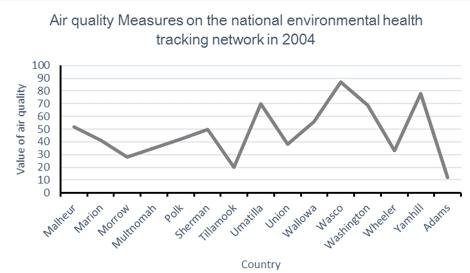 Air quality Measures on the national environmental health
tracking network in 2004
Value of air quality
100
90
80
70
60
50
40
30
20
10
0
Malheur
Marion
Morrow
Multnomah
Polk
Sherman
Tillamook
Umatilla
Union
Wallowa
Wasco
Washington
Wheeler
Yamhill
Adams
Country